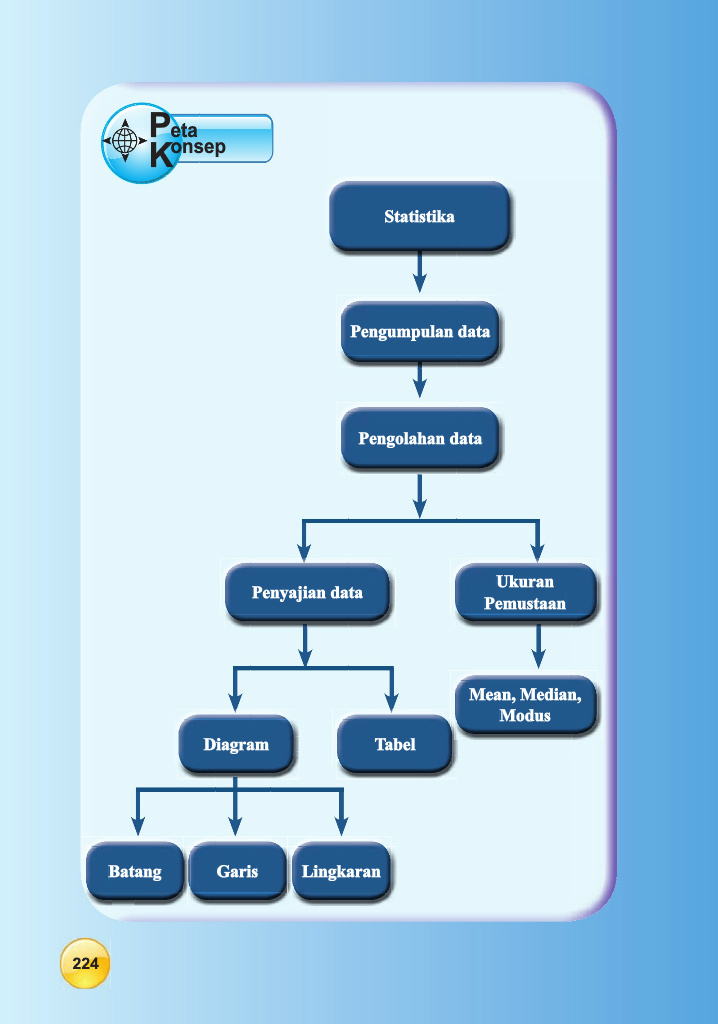 Peta
Konsep
Statistika
Pengumpulan data
Pengolahan data
Penyajian data
Ukuran
Pemustaan
Mean, Median,
Modus
Diagram
Tabel
Batang
Garis
Lingkaran
224